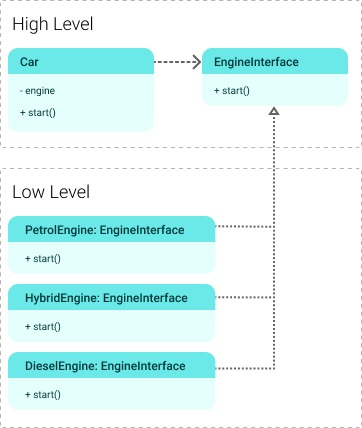 High Level
Car
- engine
+ start()
EngineInterface
+ start()
Low Level
PetrolEngine: EngineInterface
+ start()
HybridEngine: EngineInterface
+ start()
DieselEngine: EngineInterface
+ start()